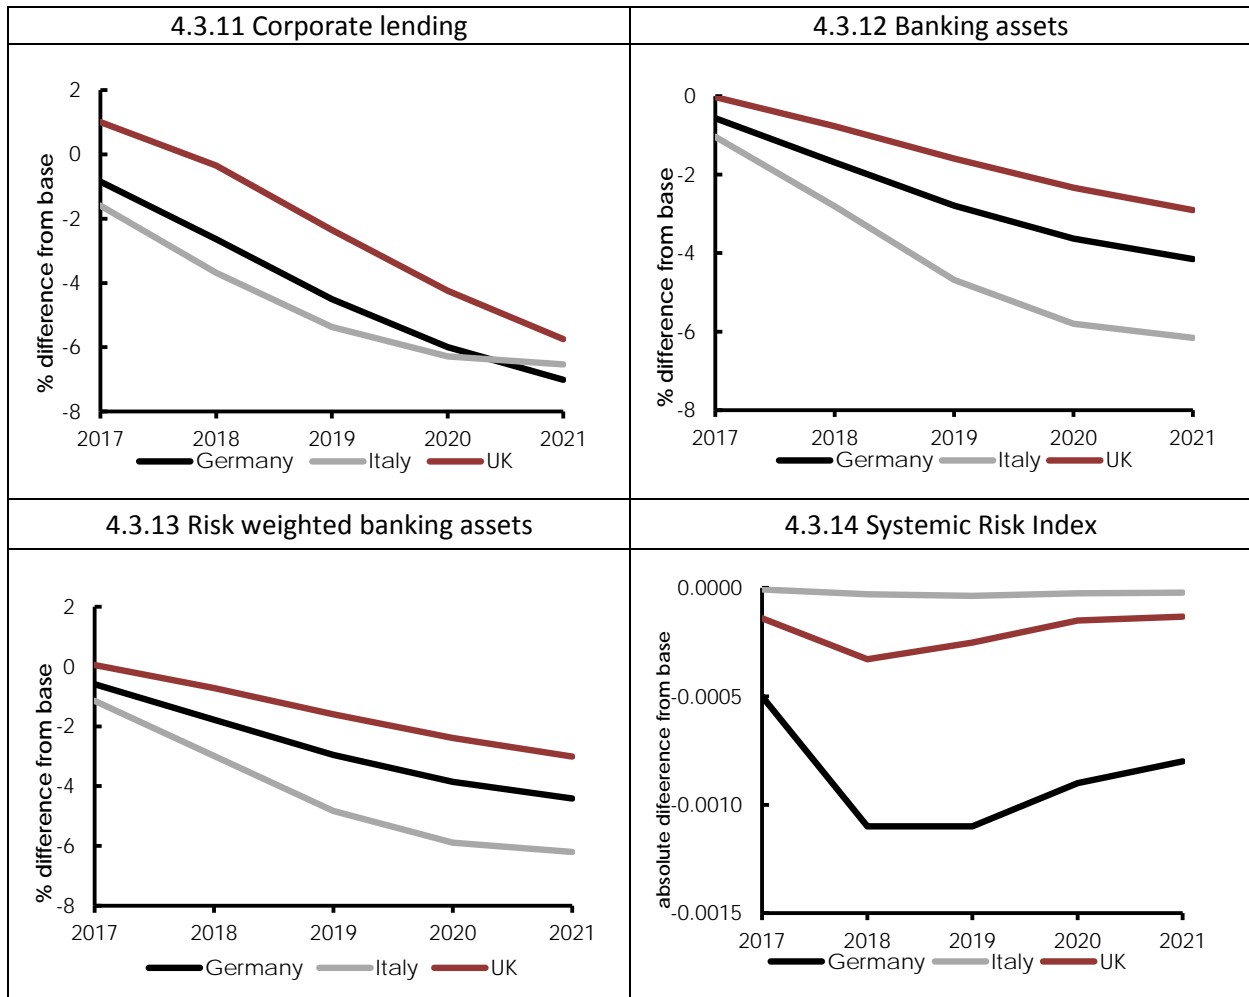 4.3.11 Corporate lending
% difference from base
2
0
-2
-4
-6
-8
2017 2018 2019 2020 2021
Germany Italy UK
4.3.12 Banking assets
% difference from base
0
-2
-4
-6
-8
2017 2018 2019 2020 2021
Germany Italy UK
4.3.13 Risk weighted banking assets
% difference from base
2
0
-2
-4
-6
-8
2017 2018 2019 2020 2021
Germany Italy UK
4.3.14 Systemic Risk Index
absolute difeerence from base
0.0000
-0.0005
-0.0010
-0.0015
2017 2018 2019 2020 2021
Germany Italy UK